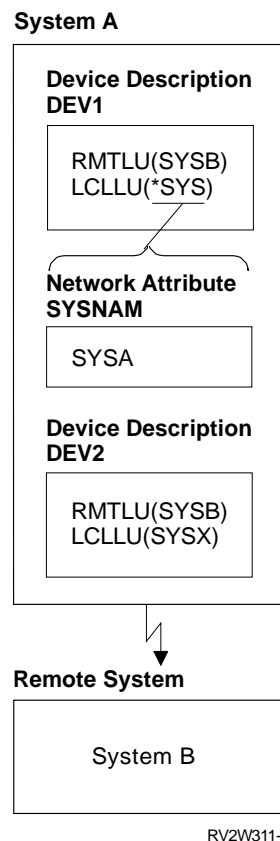 System A
Device Description
DEV1
RMTLU(SYSB)
LCLLU(*SYS)
Network Attribute
SYSNAM
SYSA
Device Description
DEV2
RMTLU(SYSB)
LCLLU(SYSX)
Remote System
System B
RV2W311-